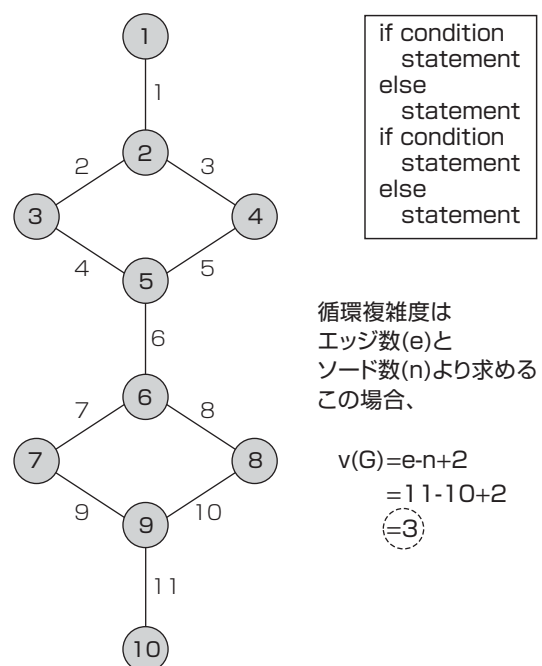 1
1
2
2
3
3
4
4
5
5
6
6
7
8
7
8
9
10
9
11
10
if condition
statement
else
statement
if condition
statement
else
statement
循環複雑度は
エッジ数(e)と
ソード数(n)より求める
この場合、
v(G)=e-n+2
=11-10+2
=3